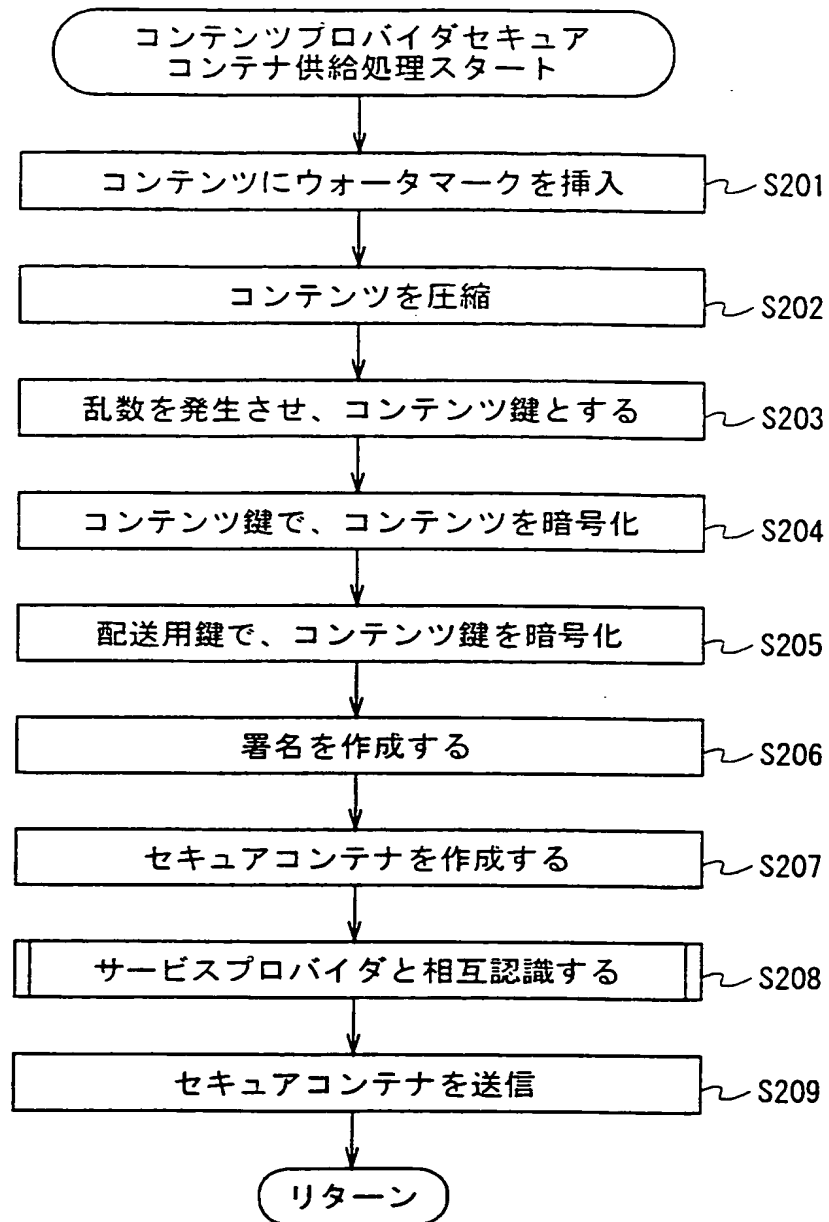 コンテンツプロバイダセキュア
コンテナ供給処理スタート
コンテンツにウォータマークを挿入
S201
コンテンツを圧縮
S202
乱数を発生させ、コンテンツ鍵とする
S203
コンテンツ鍵で、コンテンツを暗号化
S204
配送用鍵で、コンテンツ鍵を暗号化
S205
署名を作成する
S206
セキュアコンテナを作成する
S207
サービスプロバイダと相互認識する
S208
セキュアコンテナを送信
S209
リターン